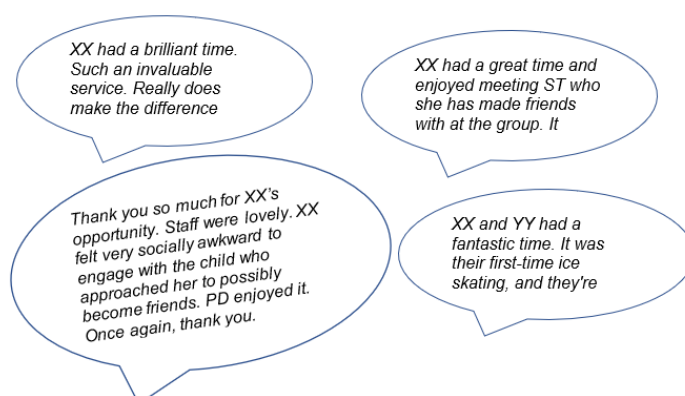 XX had a brilliant time.
Such an invaluable
service. Really does
make the difference
XX had a great time and
enjoyed meeting ST who
she has made friends
with at the group. It
Thank you so much for XX's
opportunity. Staff were lovely. XX
felt very socially awkward to
engage with the child who
approached her to possibly
become friends. PD enjoyed it.
Once again, thank you.
XX and YY had a
fantastic time. It was
their first-time ice
skating, and they're